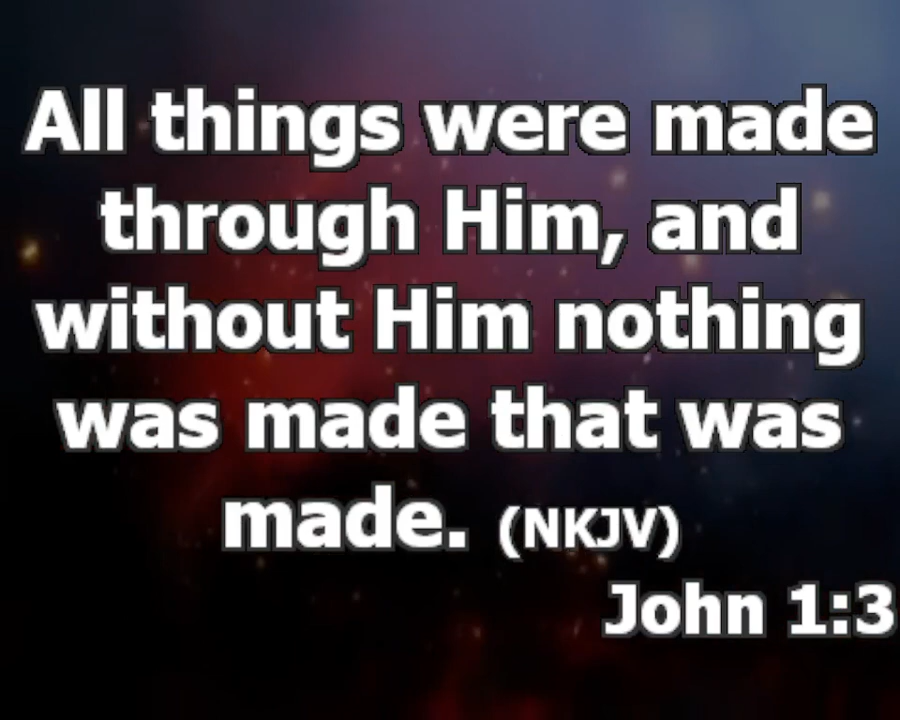 All things were made
through Him, and
without Him nothing
was made that was
made. (NKJV)
John 1:3